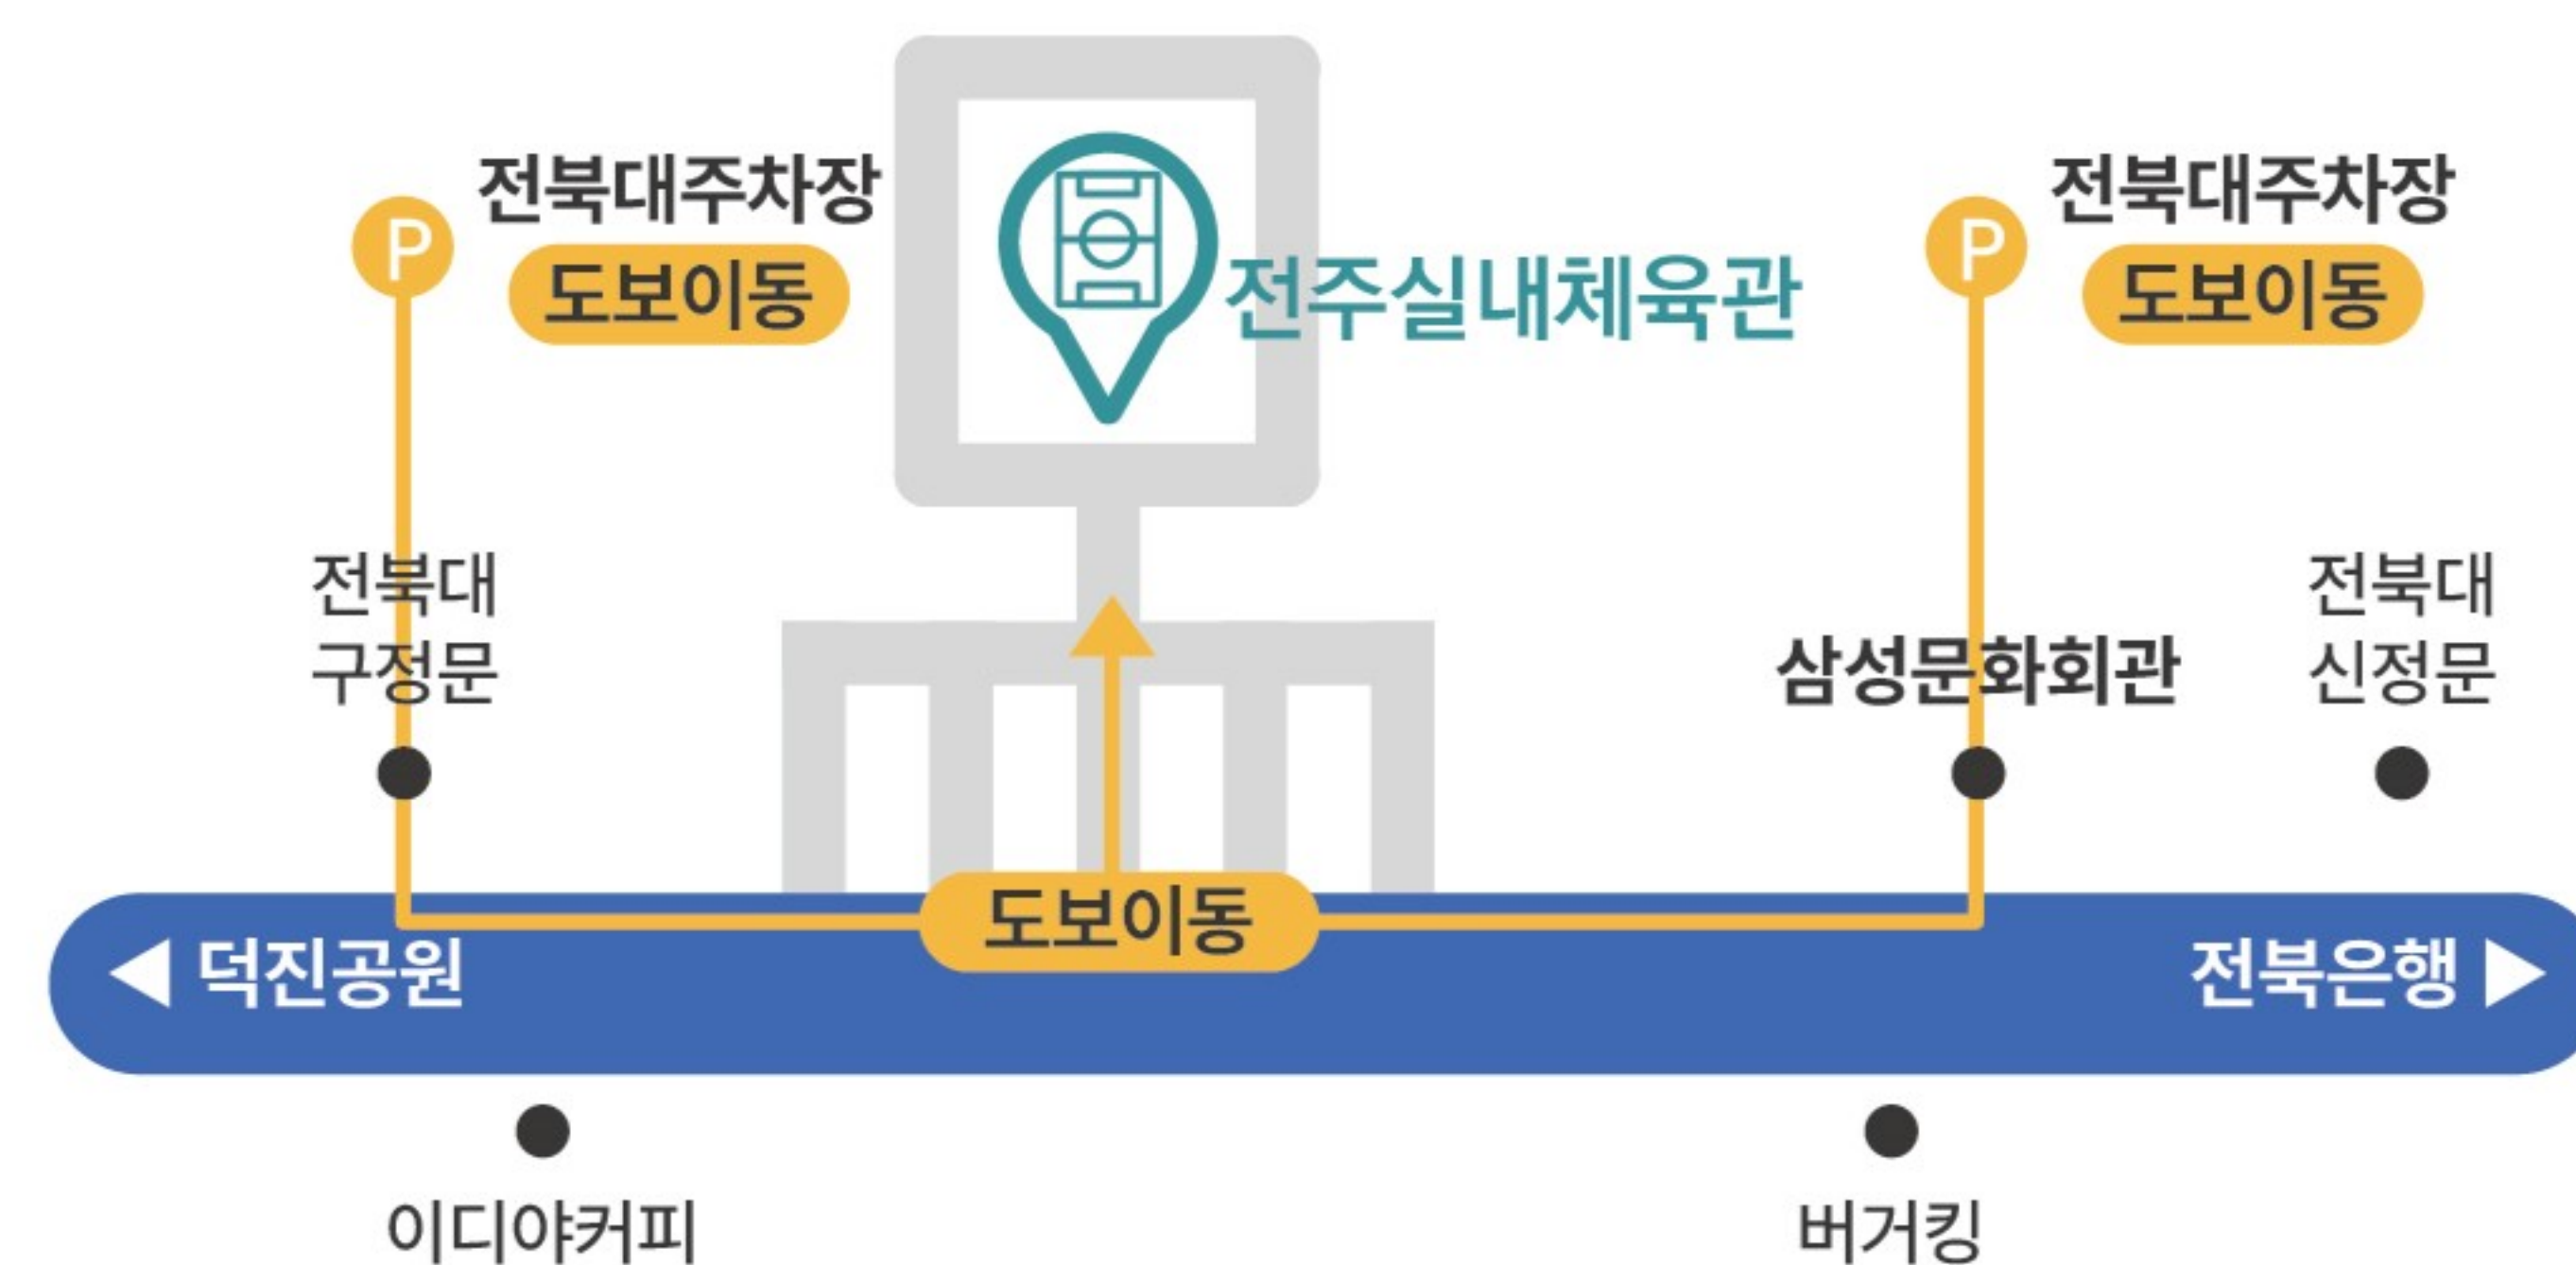 전북대주차장
P
도보이동
전주실내체육관
전북대주차장
P
도보이동
전북대
구정문
삼성문화회관
전북대
신정문
도보이동
◀ 덕진공원
전북은행 ▶
이디야커피
버거킹